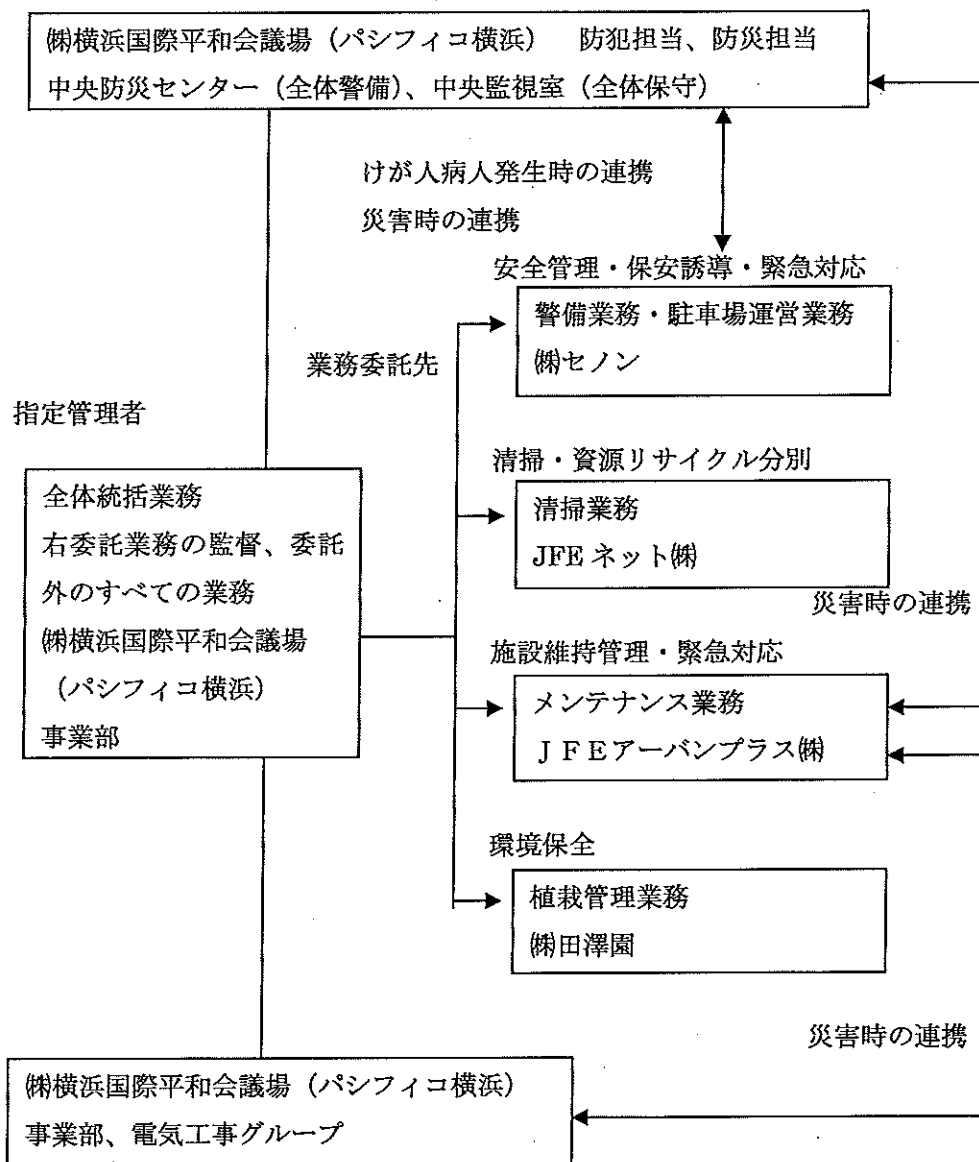 ㈱横浜国際平和会議場(パシフィコ横浜) 防犯担当、防災担当
中央防災センター(全体警備)、中央監視室(全体保守)
けが人病人発生時の連携
災害時の連携
安全管理・保安誘導・緊急対応
警備業務・駐車場運営業務
㈱セノン
業務委託先
指定管理者
全体統括業務
右委託業務の監督、委託
外のすべての業務
㈱横浜国際平和会議場
(パシフィコ横浜)
事業部
清掃・資源リサイクル分別
清掃業務
JFEネット㈱
災害時の連携
施設維持管理・緊急対応
メンテナンス業務
JFEアーバンプラス㈱
環境保全
植栽管理業務
㈱田澤園
災害時の連携
㈱横浜国際平和会議場(パシフィコ横浜)
事業部、電気工事グループ